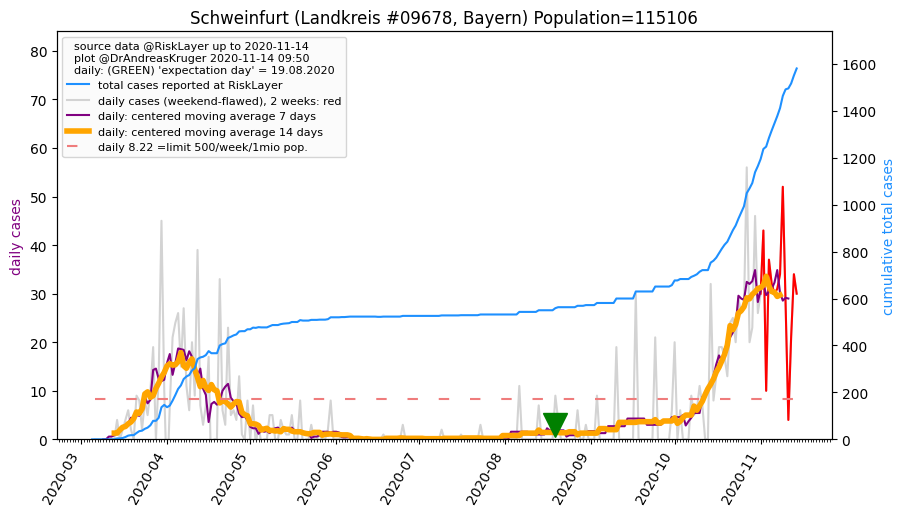 Schweinfurt (Landkreis #09678, Bayern) Population=115106
source data @RiskLayer up to 2020-11-14
plot @DrAndreasKruger 2020-11-14 09:50
daily: (GREEN) 'expectation day' = 19.08.2020
total cases reported at RiskLayer
daily cases (weekend-flawed), 2 weeks: red
daily: centered moving average 7 days
daily: centered moving average 14 days
daily 8.22 =limit 500/week/1mio pop.
daily cases
80
70
60
50
40
30
20
10
0
cumulative total cases
1600
1400
1200
1000
800
600
400
200
0
2020-03
2020-04
2020-05
2020-06
2020-07
2020-08
2020-09
2020-10
2020-11